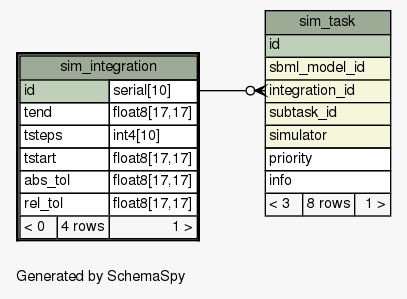 sim_integration
id serial[10]
tend float8[17,17]
tsteps int4[10]
tstart float8[17,17]
abs_tol float8[17,17]
rel_tol float8[17,17]
< 0 4 rows 1 >
sim_task
id
sbml_model_id
integration_id
subtask_id
simulator
priority
info
< 3 8 rows 1 >
Generated by SchemaSpy